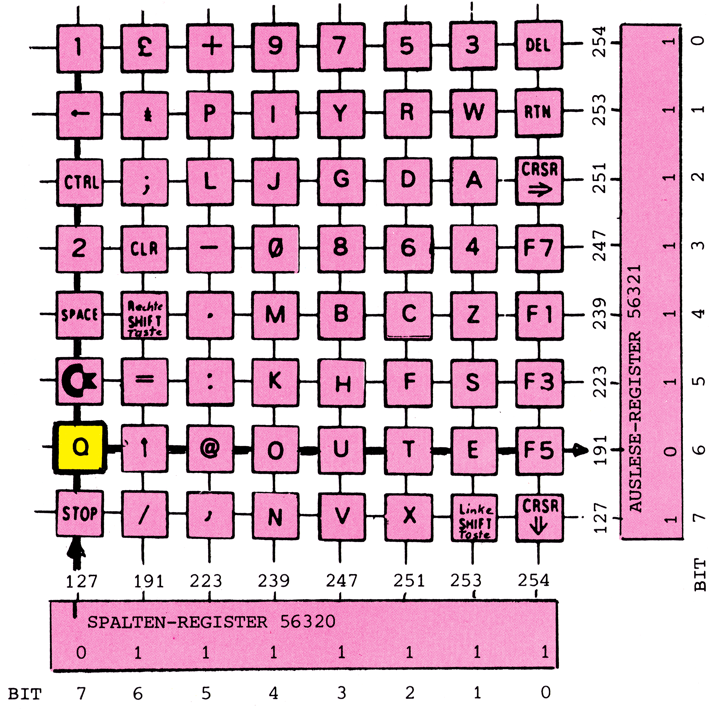 1 £ + 9 7 5 3 DEL 254
← * P I Y R W RTN 253
CTRL ; L J G D A CRSR ⇒ 251
2 CLR – Ø 8 6 4 F7 247
SPACE Rechte SHIFT Taste . M B C Z F1 239
C= = : K H F S F3 223
Q ↑ @ O U T E F5 191
STOP / , N V X Linke SHIFT Taste CRSR ⇓ 127
127 191 223 239 247 251 253 254
SPALTEN-REGISTER 56320
0 1 1 1 1 1 1 1
BIT 7 6 5 4 3 2 1 0
AUSLESE-REGISTER 56321
1 1 1 1 1 1 0 1
0 1 2 3 4 5 6 7 BIT